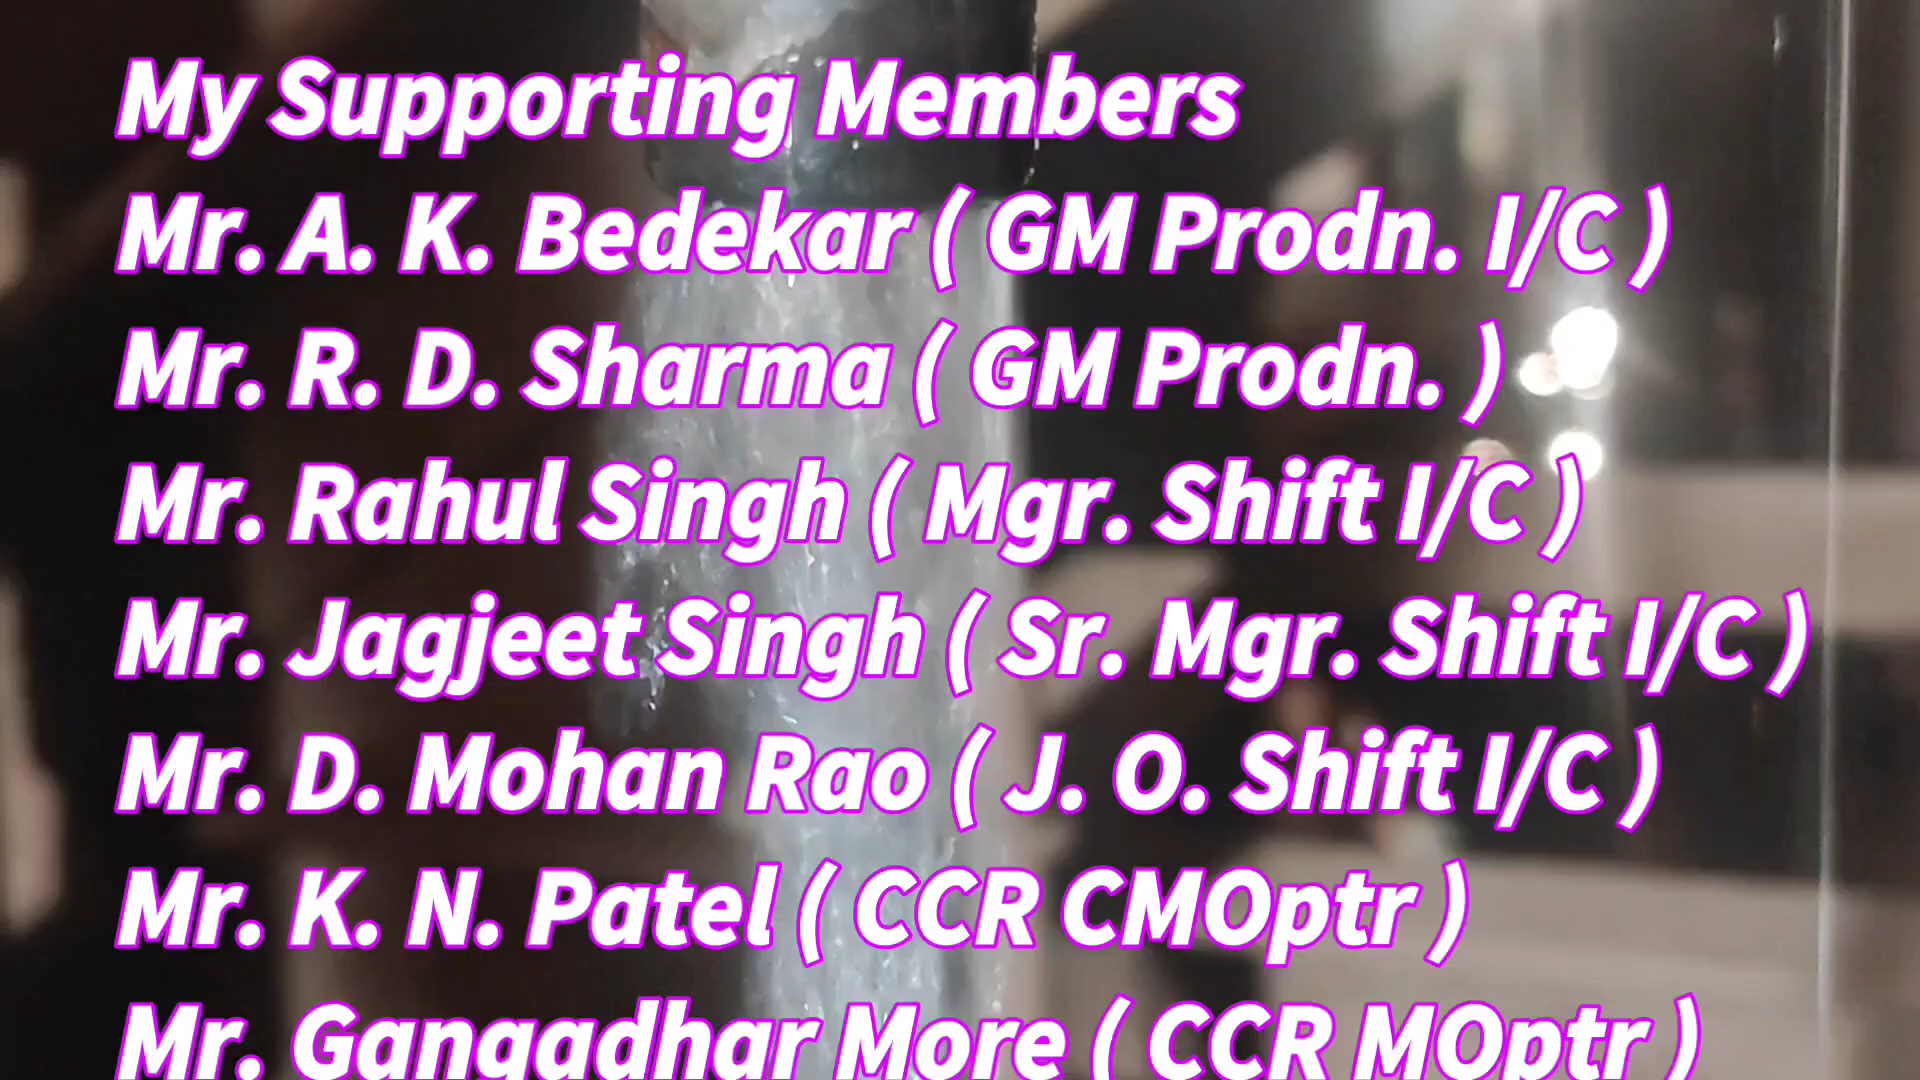 My Supporting Members
Mr. A. K. Bedekar ( GM Prodn. I/C )
Mr. R. D. Sharma ( GM Prodn. )
Mr. Rahul Singh ( Mgr. Shift I/C )
Mr. Jagjeet Singh ( Sr. Mgr. Shift I/C )
Mr. D. Mohan Rao ( J. O. Shift I/C )
Mr. K. N. Patel ( CCR CMOptr )
Mr. Gangadhar More ( CCR MOptr )